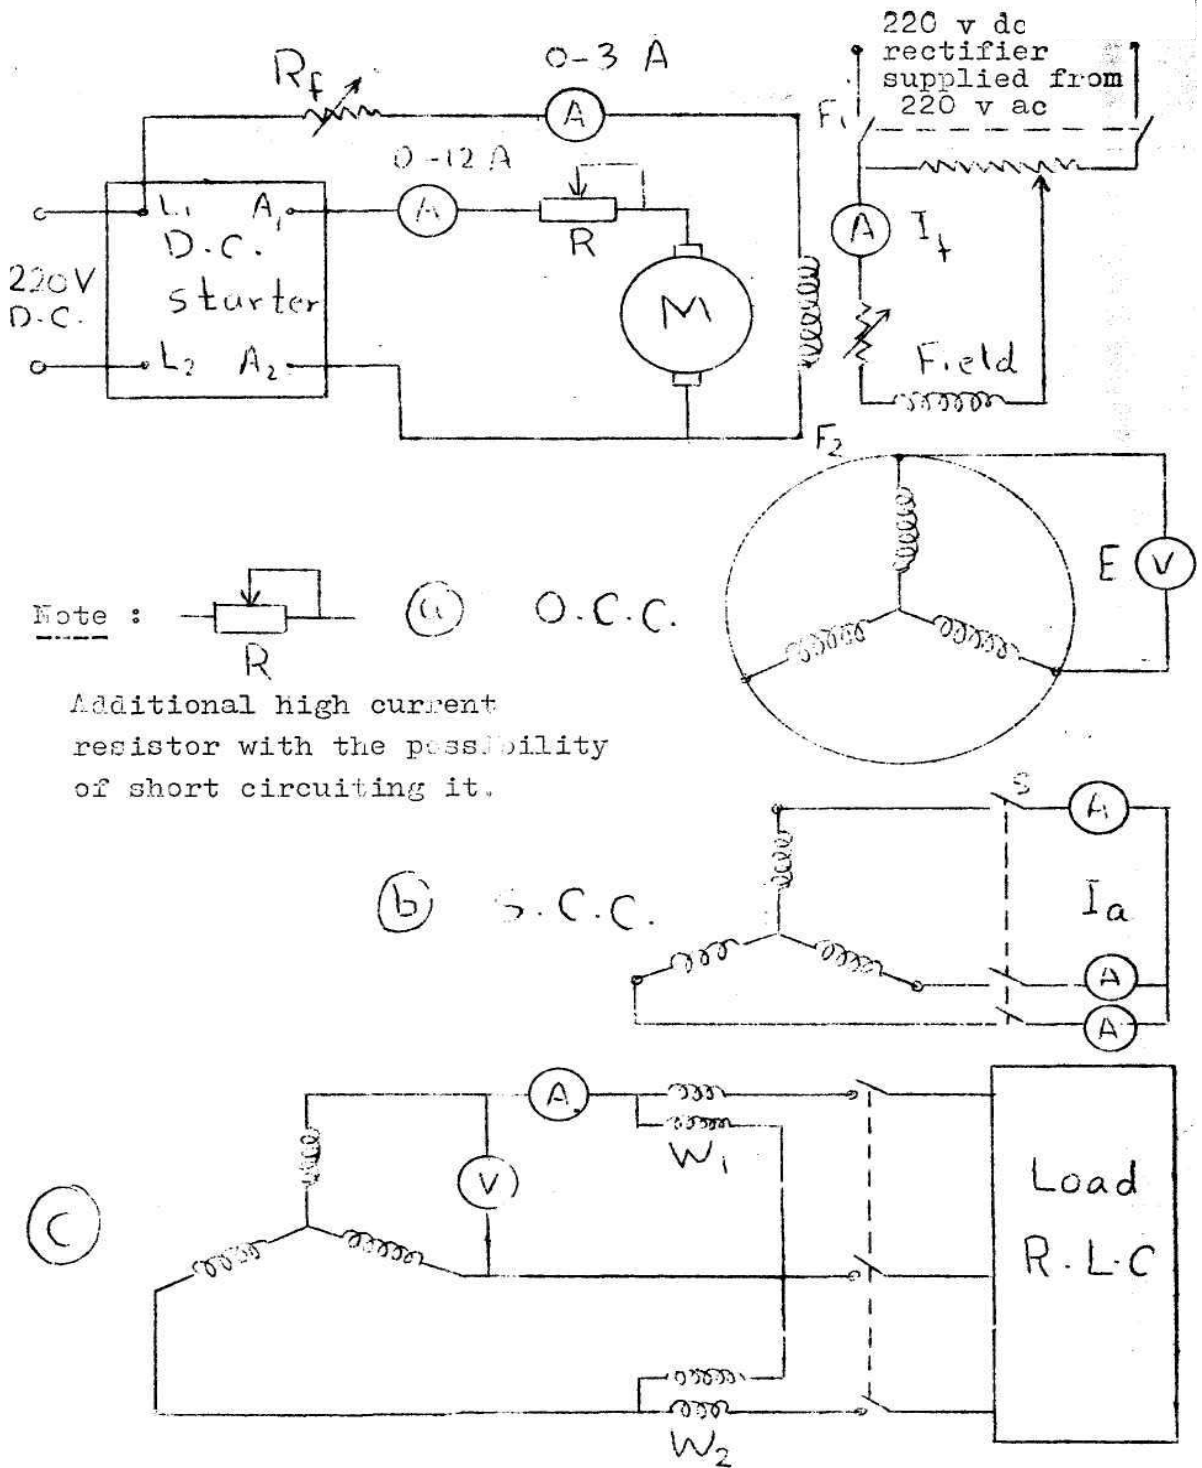 220 v dc
rectifier
supplied from
220 v ac
0-3 A
Rf
A
F1
0-12 A
A
L1
A1
D.C.
sturter
R
M
A
If
220V
D.C.
L2
A2
Field
F2
E
V
Note :
R
a
O.C.C.
Additional high current
resistor with the possibility
of short circuiting it.
S
A
b
S.C.C.
Ia
A
A
A
W1
V
C
Load
R.L.C
W2